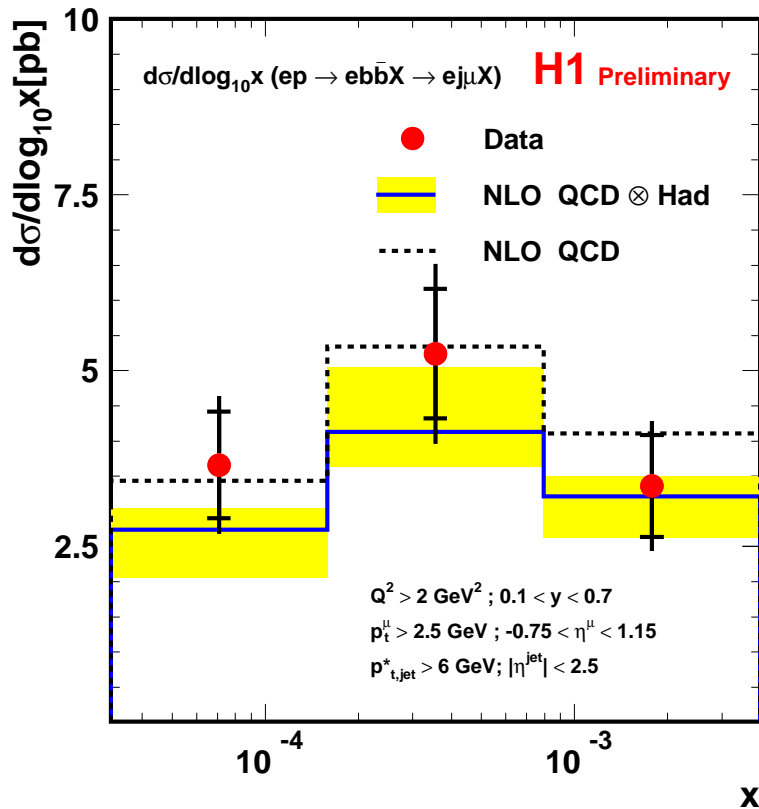 dσ/dlog₁₀x[pb]
10
7.5
5
2.5
dσ/dlog₁₀x (ep → ebb̄X → ejμX) H1 Preliminary
Data
NLO QCD ⊗ Had
NLO QCD
Q² > 2 GeV² ; 0.1 < y < 0.7
pₜ^μ > 2.5 GeV ; -0.75 < η^μ < 1.15
p*ₜ,jet > 6 GeV; |η^jet| < 2.5
10⁻⁴
10⁻³
x